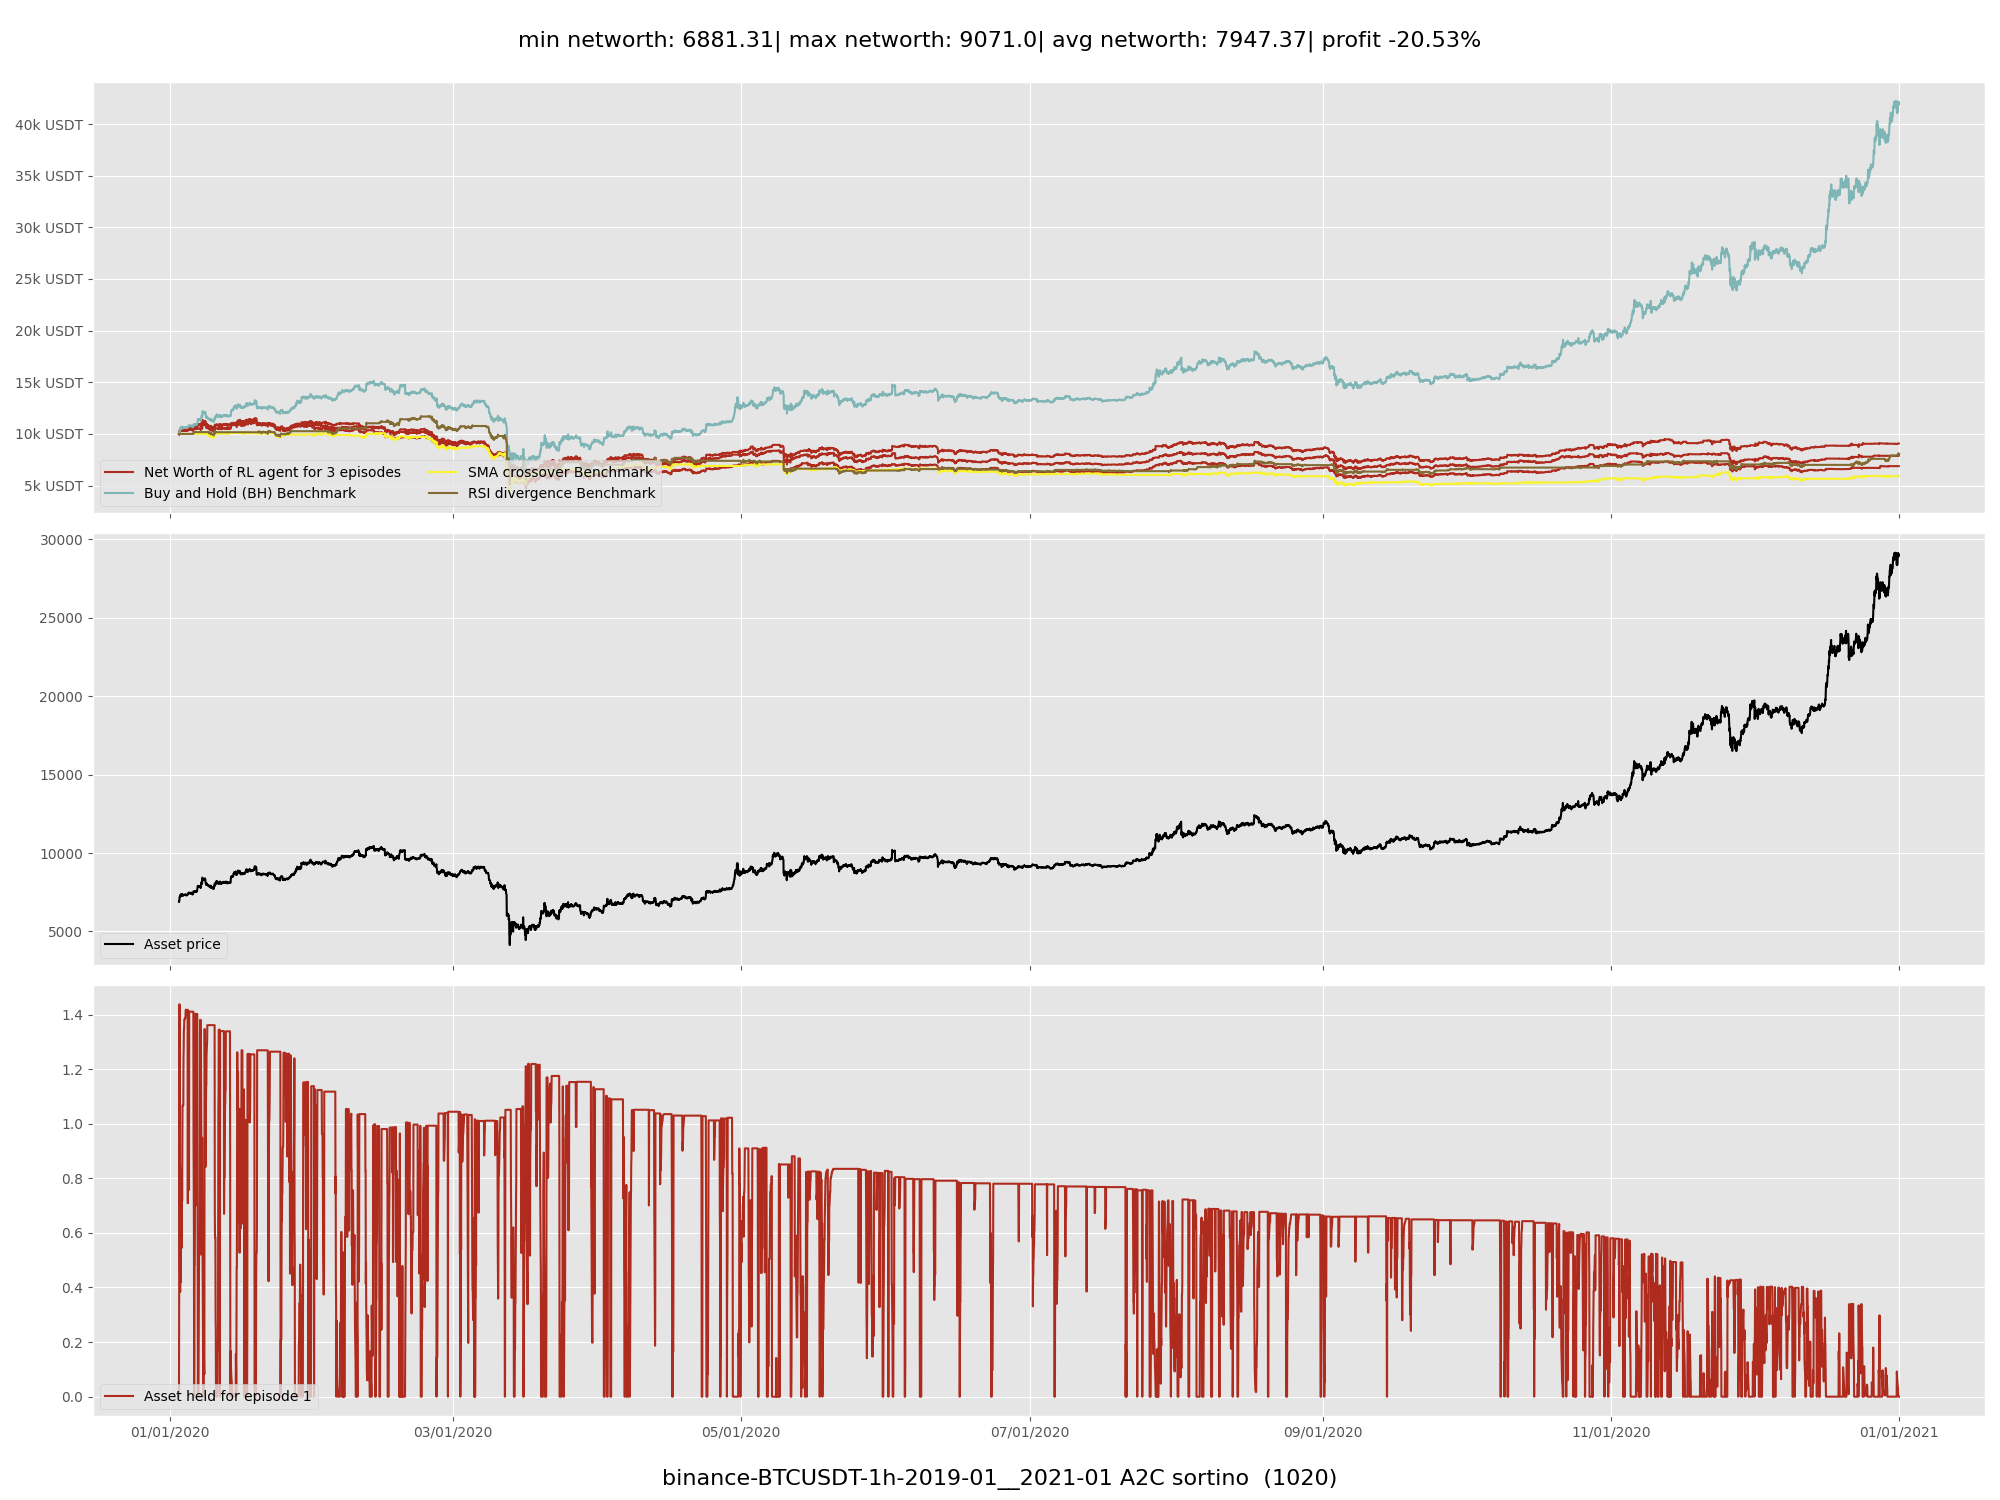 min networth: 6881.31| max networth: 9071.0| avg networth: 7947.37| profit -20.53%
40k USDT
35k USDT
30k USDT
25k USDT
20k USDT
15k USDT
10k USDT
5k USDT
Net Worth of RL agent for 3 episodes
Buy and Hold (BH) Benchmark
SMA crossover Benchmark
RSI divergence Benchmark
30000
25000
20000
15000
10000
5000
Asset price
1.4
1.2
1.0
0.8
0.6
0.4
0.2
0.0
Asset held for episode 1
01/01/2020
03/01/2020
05/01/2020
07/01/2020
09/01/2020
11/01/2020
01/01/2021
binance-BTCUSDT-1h-2019-01__2021-01 A2C sortino  (1020)